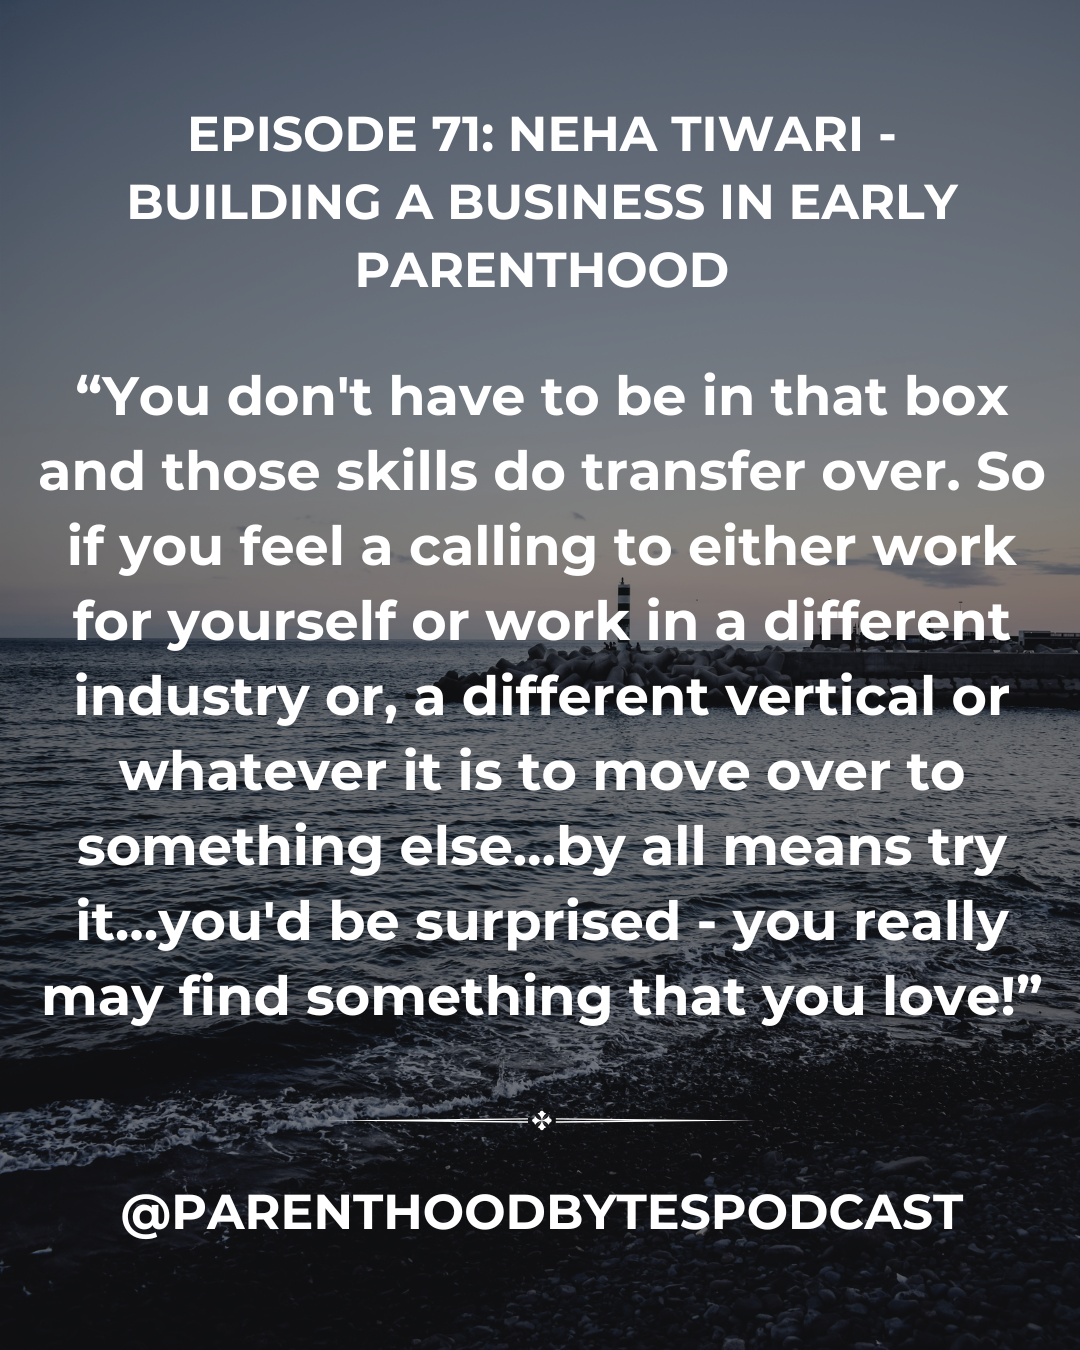 EPISODE 71: NEHA TIWARI -
BUILDING A BUSINESS IN EARLY
PARENTHOOD
“You don't have to be in that box
and those skills do transfer over. So
if you feel a calling to either work
for yourself or work in a different
industry or, a different vertical or
whatever it is to move over to
something else...by all means try
it...you'd be surprised - you really
may find something that you love!”
@PARENTHOODBYTESPODCAST